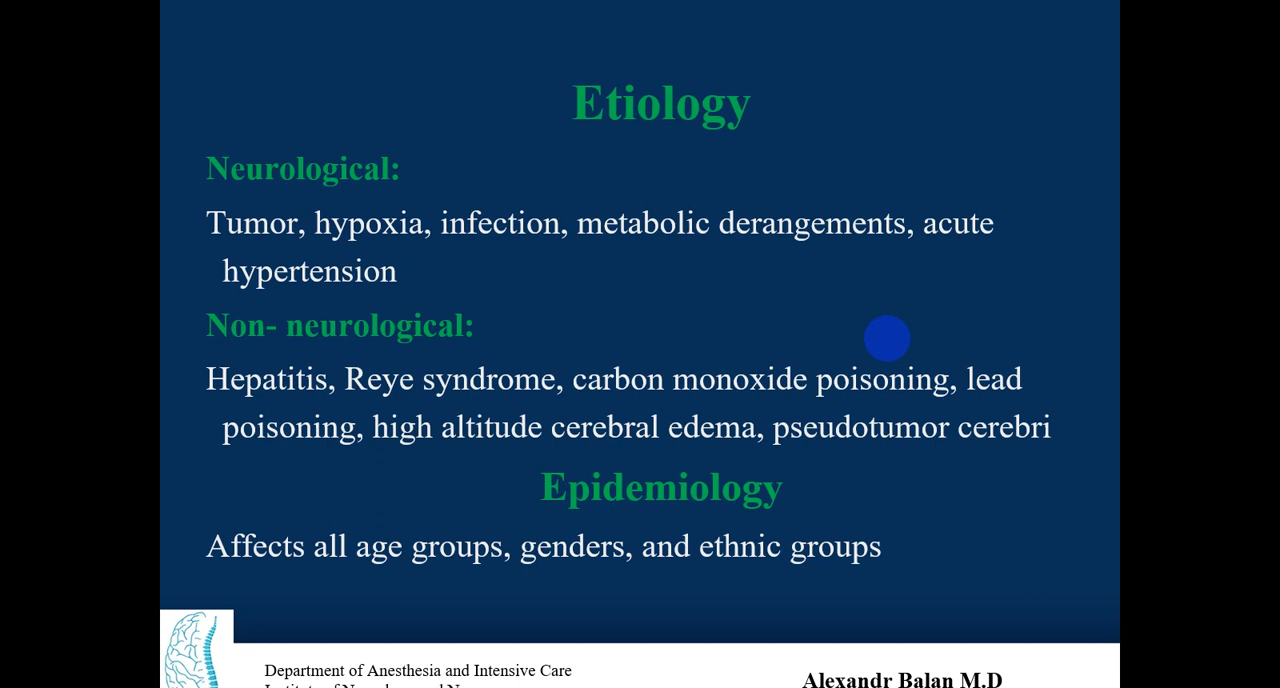 Etiology
Neurological:
Tumor, hypoxia, infection, metabolic derangements, acute
hypertension
Non- neurological:
Hepatitis, Reye syndrome, carbon monoxide poisoning, lead
poisoning, high altitude cerebral edema, pseudotumor cerebri
Epidemiology
Affects all age groups, genders, and ethnic groups
Department of Anesthesia and Intensive Care
Alexandr Balan M.D